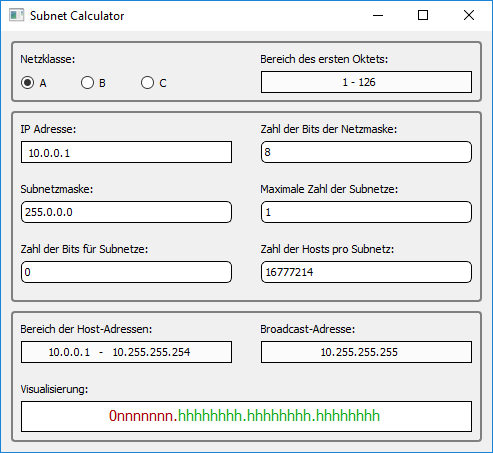 Subnet Calculator
Netzklasse:
Bereich des ersten Oktets:
A B C
1 - 126
IP Adresse:
Zahl der Bits der Netzmaske:
10.0.0.1
8
Subnetzmaske:
Maximale Zahl der Subnetze:
255.0.0.0
1
Zahl der Bits für Subnetze:
Zahl der Hosts pro Subnetz:
0
16777214
Bereich der Host-Adressen:
Broadcast-Adresse:
10.0.0.1 - 10.255.255.254
10.255.255.255
Visualisierung:
0nnnnnnn.hhhhhhhh.hhhhhhhh.hhhhhhhh